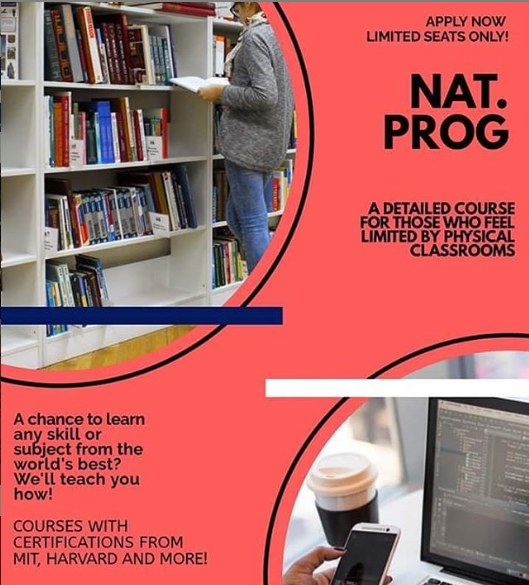 APPLY NOW
LIMITED SEATS ONLY!
NAT.
PROG
A DETAILED COURSE
FOR THOSE WHO FEEL
LIMITED BY PHYSICAL
CLASSROOMS
A chance to learn
any skill or
subject from the
world's best?
We'll teach you
how!
COURSES WITH
CERTIFICATIONS FROM
MIT, HARVARD AND MORE!